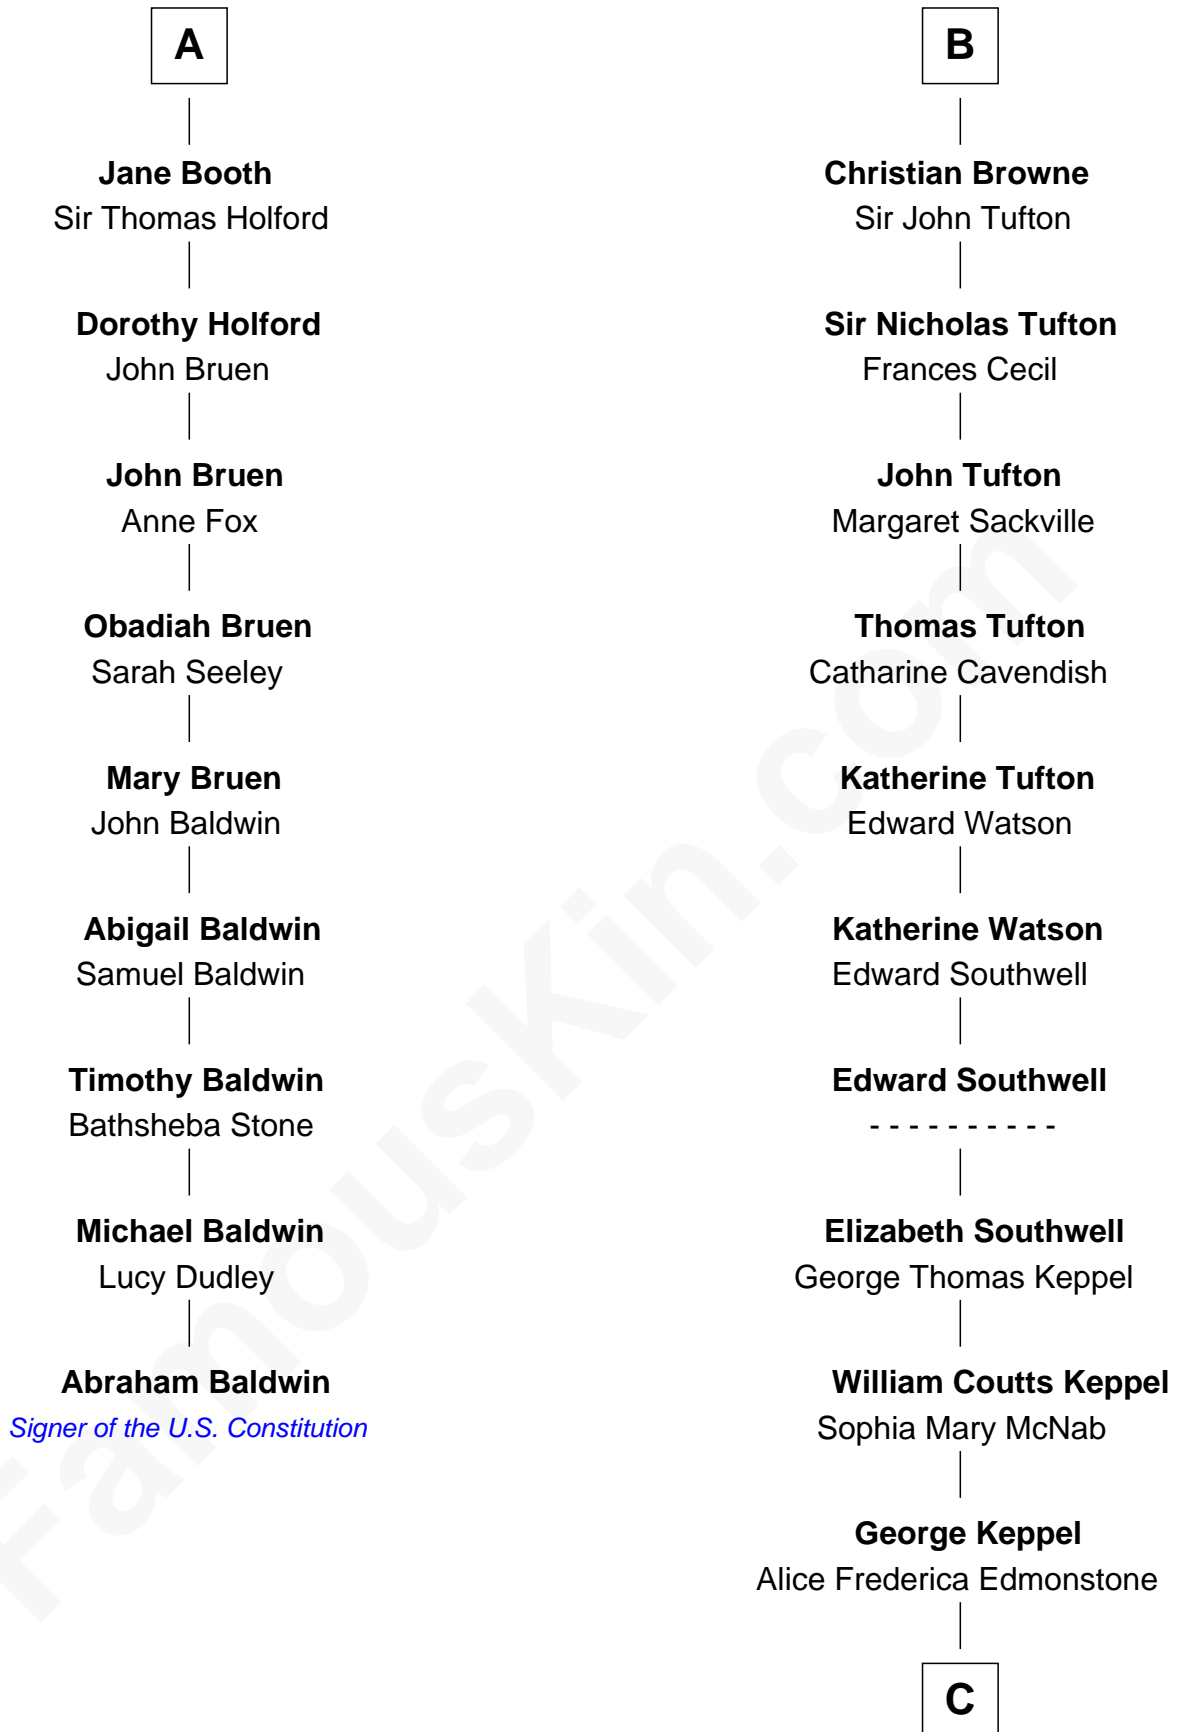 A
Jane Booth
Sir Thomas Holford
Dorothy Holford
John Bruen
John Bruen
Anne Fox
Obadiah Bruen
Sarah Seeley
Mary Bruen
John Baldwin
Abigail Baldwin
Samuel Baldwin
Timothy Baldwin
Bathsheba Stone
Michael Baldwin
Lucy Dudley
Abraham Baldwin
Signer of the U.S. Constitution
B
Christian Browne
Sir John Tufton
Sir Nicholas Tufton
Frances Cecil
John Tufton
Margaret Sackville
Thomas Tufton
Catharine Cavendish
Katherine Tufton
Edward Watson
Katherine Watson
Edward Southwell
Edward Southwell
- - - - - - - - - -
Elizabeth Southwell
George Thomas Keppel
William Coutts Keppel
Sophia Mary McNab
George Keppel
Alice Frederica Edmonstone
C
FamousKin.com